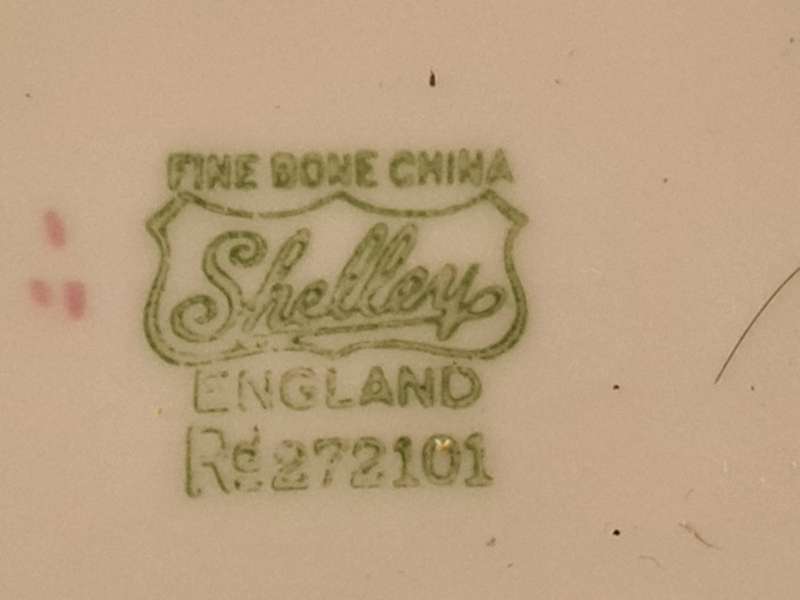 FINE BONE CHINA
Shelley
ENGLAND
Rd. 272101